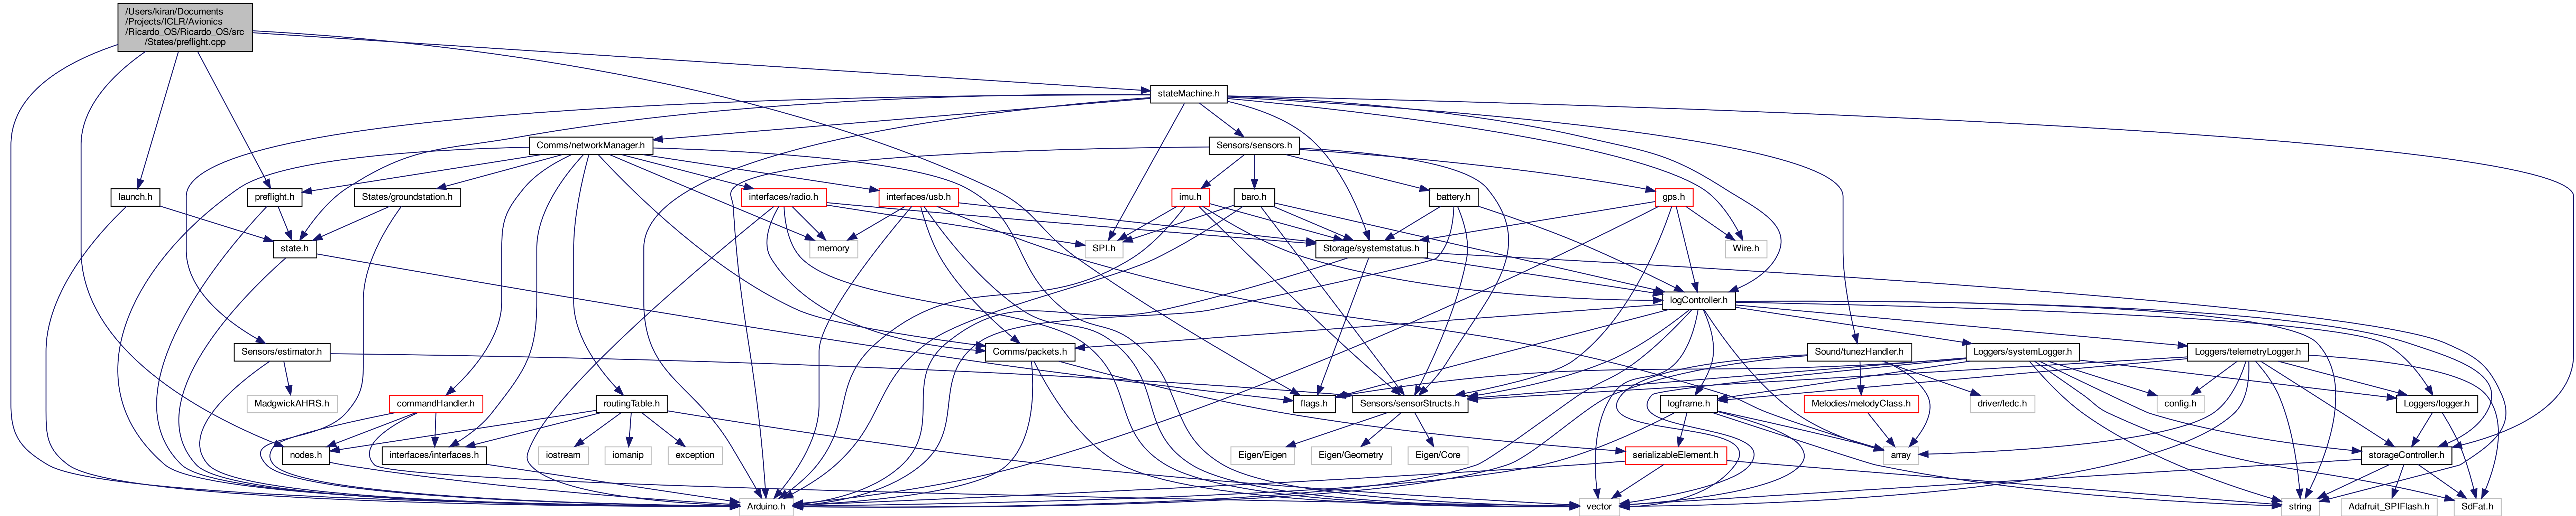 /Users/kiran/Documents
/Projects/ICLR/Avionics
/Ricardo_OS/Ricardo_OS/src
/States/preflight.cpp
stateMachine.h
Comms/networkManager.h
Sensors/sensors.h
launch.h
preflight.h
States/groundstation.h
interfaces/radio.h
interfaces/usb.h
imu.h
baro.h
battery.h
gps.h
state.h
memory
SPI.h
Storage/systemstatus.h
Wire.h
logController.h
Sensors/estimator.h
Comms/packets.h
Sound/tunezHandler.h
Loggers/systemLogger.h
Loggers/telemetryLogger.h
MadgwickAHRS.h
commandHandler.h
routingTable.h
flags.h
Sensors/sensorStructs.h
logframe.h
Melodies/melodyClass.h
driver/ledc.h
config.h
Loggers/logger.h
nodes.h
interfaces/interfaces.h
iostream
iomanip
exception
Eigen/Eigen
Eigen/Geometry
Eigen/Core
serializableElement.h
array
storageController.h
Arduino.h
vector
string
Adafruit_SPIFlash.h
SdFat.h